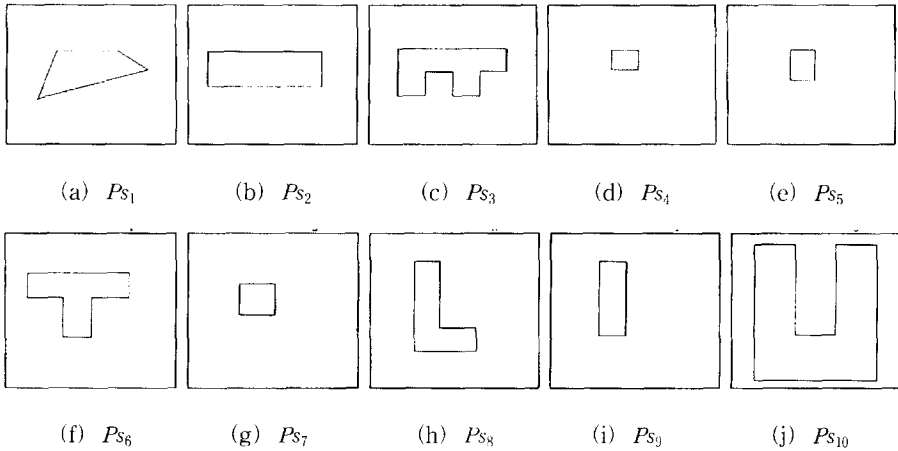 (a) Ps₁ (b) Ps₂ (c) Ps₃ (d) Ps₄ (e) Ps₅
(f) Ps₆ (g) Ps₇ (h) Ps₈ (i) Ps₉ (j) Ps₁₀